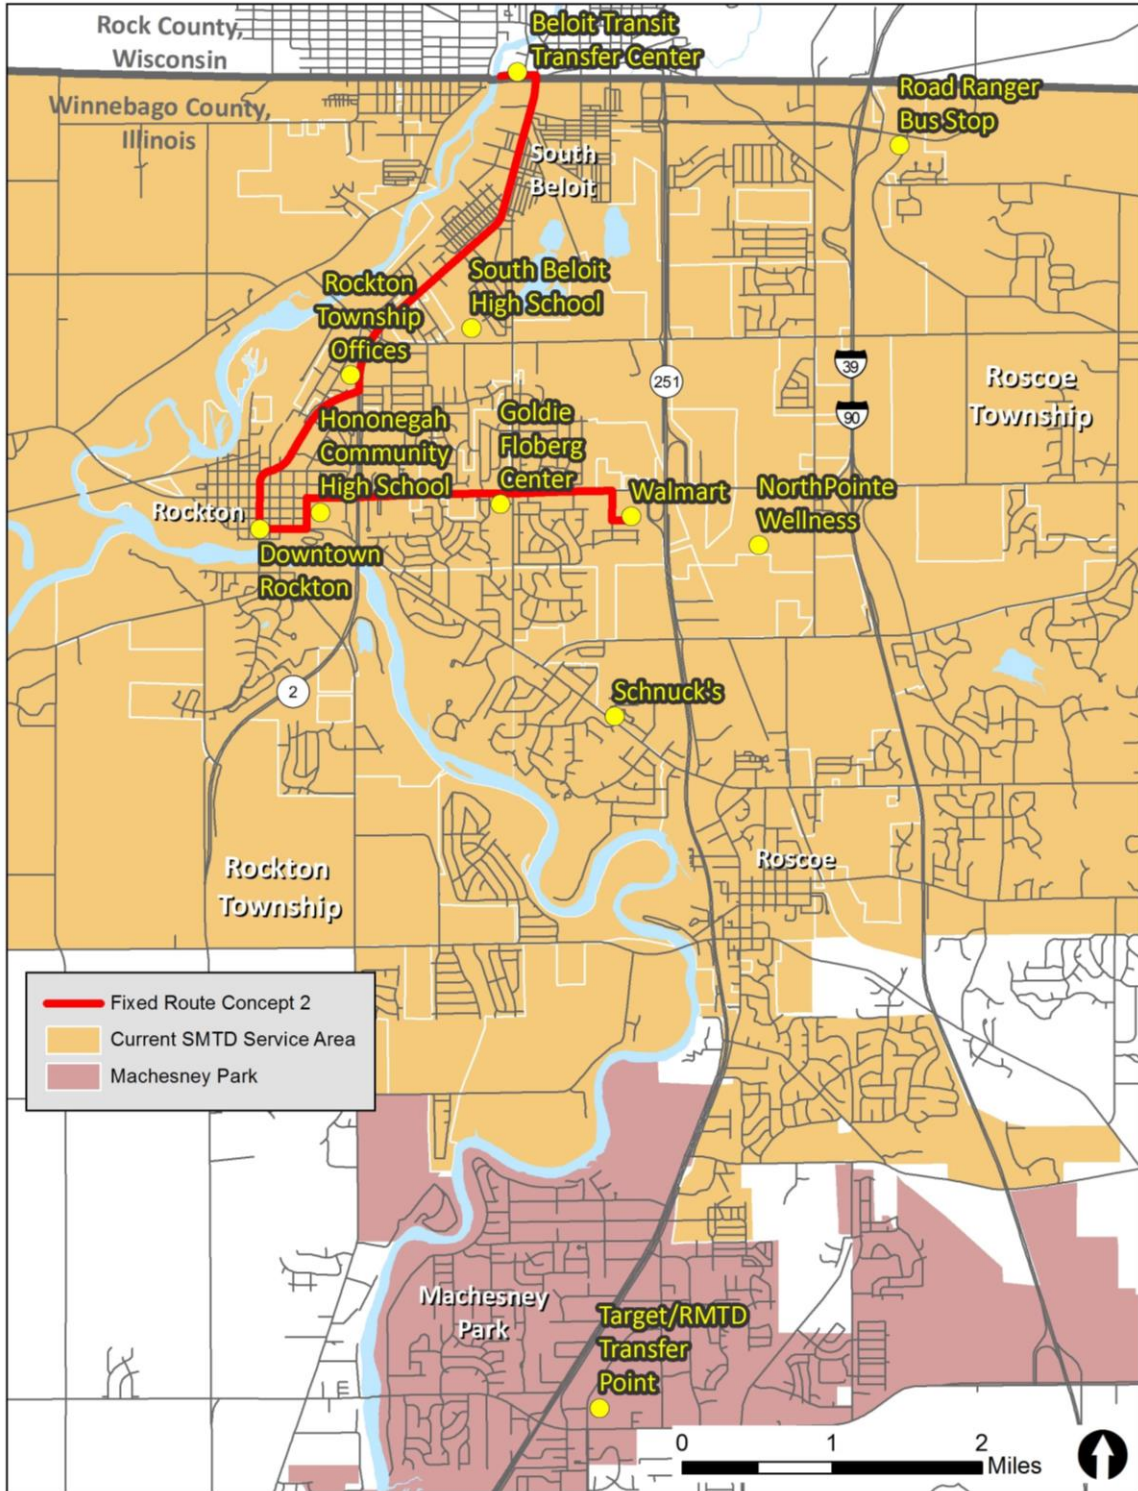 Rock County,
Wisconsin
Beloit Transit
Transfer Center
Winnebago County,
Illinois
Road Ranger
Bus Stop
South
Beloit
Rockton
Township
Offices
South Beloit
High School
251
39
90
Roscoe
Township
Hononegah
Community
High School
Goldie
Floberg
Center
Walmart
NorthPointe
Wellness
Rockton
Downtown
Rockton
2
Schnuck's
Rockton
Township
Roscoe
Fixed Route Concept 2
Current SMTD Service Area
Machesney Park
Machesney
Park
Target/RMTD
Transfer
Point
0 1 2
Miles